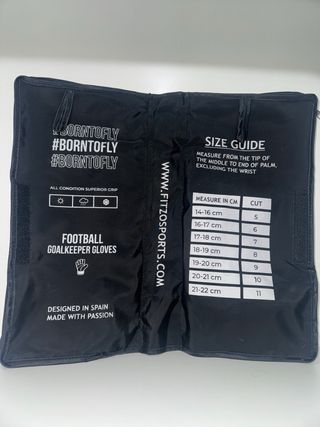 #BORNTOFLY
#BORNTOFLY
#BORNTOFLY
ALL CONDITION SUPERIOR GRIP
FOOTBALL
GOALKEEPER GLOVES
DESIGNED IN SPAIN
MADE WITH PASSION
WWW.FITZOSPORTS.COM
SIZE GUIDE
MEASURE FROM THE TIP OF
THE MIDDLE TO END OF PALM,
EXCLUDING THE WRIST
MEASURE IN CM CUT
14-16 cm 5
16-17 cm 6
17-18 cm 7
18-19 cm 8
19-20 cm 9
20-21 cm 10
21-22 cm 11